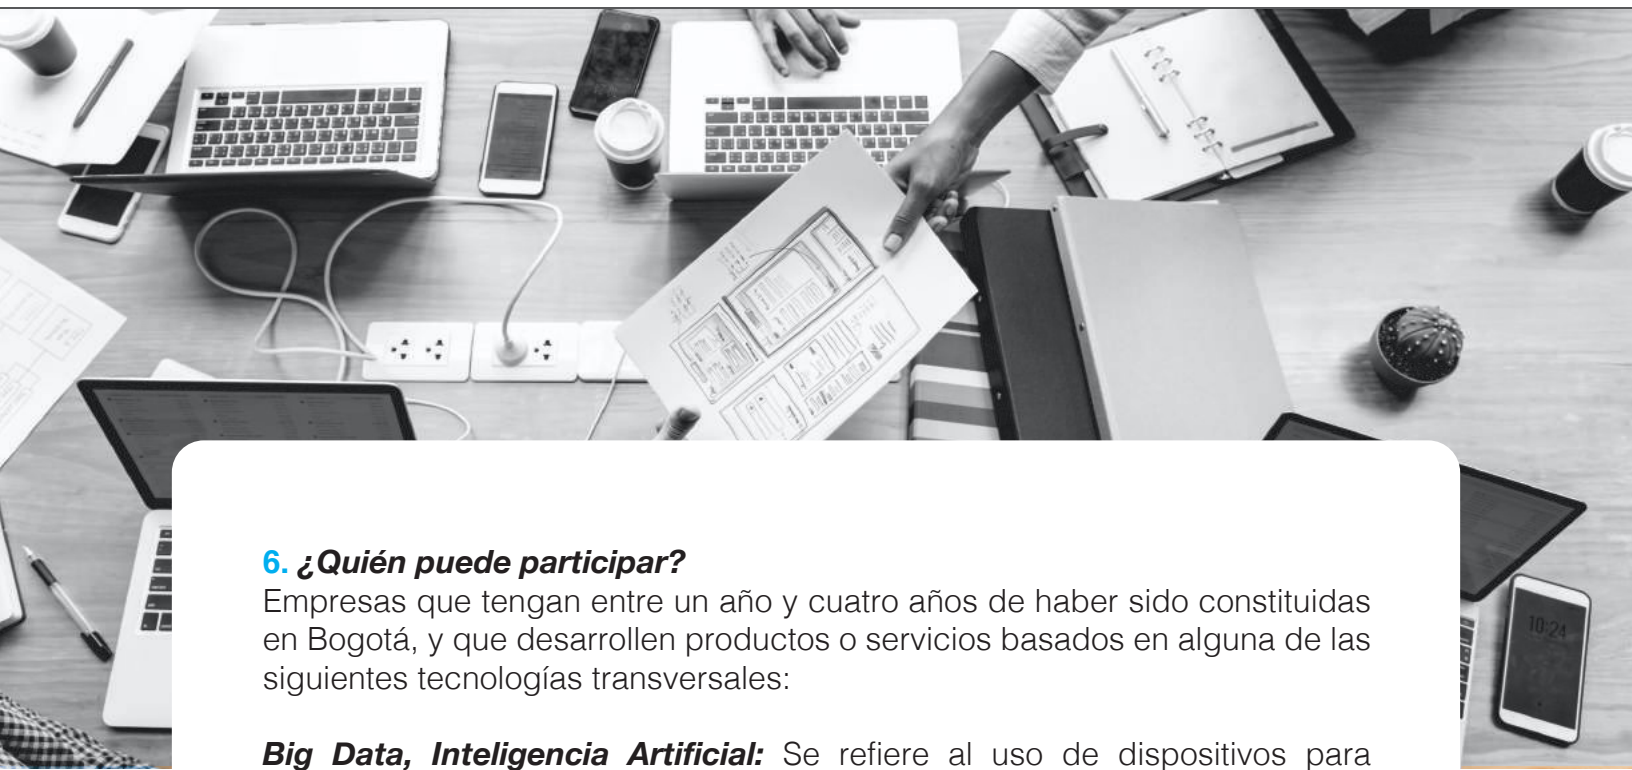 6. ¿Quién puede participar?
Empresas que tengan entre un año y cuatro años de haber sido constituidas
en Bogotá, y que desarrollen productos o servicios basados en alguna de las
siguientes tecnologías transversales:
Big Data, Inteligencia Artificial: Se refiere al uso de dispositivos para
10:24